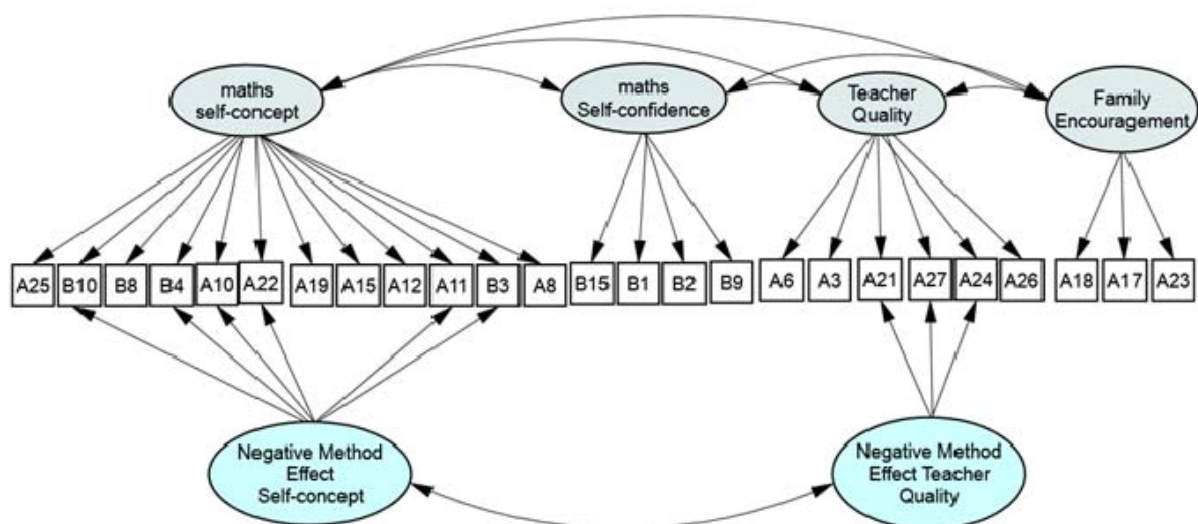 maths
self-concept
maths
Self-confidence
Teacher
Quality
Family
Encouragement
A25 B10 B8 B4 A10 A22 A19 A15 A12 A11 B3 A8 B15 B1 B2 B9 A6 A3 A21 A27 A24 A26 A18 A17 A23
Negative Method
Effect
Self-concept
Negative Method
Effect Teacher
Quality